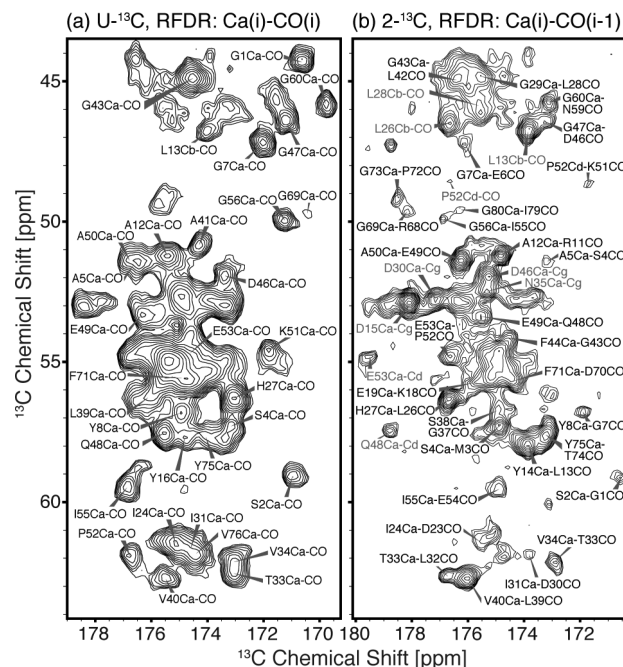 (a) U-¹³C, RFDR: Ca(i)-CO(i)
G1Ca-CO
G60Ca-CO
G43Ca-CO
L13Cb-CO
G7Ca-CO
G47Ca-CO
G56Ca-CO
G69Ca-CO
A41Ca-CO
A12Ca-CO
A50Ca-CO
A5Ca-CO
D46Ca-CO
E49Ca-CO
E53Ca-CO
K51Ca-CO
F71Ca-CO
H27Ca-CO
L39Ca-CO
S4Ca-CO
Y8Ca-CO
Q48Ca-CO
Y75Ca-CO
Y16Ca-CO
S2Ca-CO
I55Ca-CO
I24Ca-CO
I31Ca-CO
P52Ca-CO
V76Ca-CO
V34Ca-CO
T33Ca-CO
V40Ca-CO
45
50
55
60
¹³C Chemical Shift [ppm]
178
176
174
172
170
(b) 2-¹³C, RFDR: Ca(i)-CO(i-1)
G43Ca-
L42CO
G29Ca-L28CO
L28Cb-CO
G60Ca-
N59CO
L26Cb-CO
G47Ca-
D46CO
L13Cb-CO
G7Ca-E6CO
P52Ca-K51CO
G73Ca-P72CO
P52Cd-CO
G80Ca-I79CO
G69Ca-R68CO
G56Ca-I55CO
A50Ca-E49CO
A12Ca-R11CO
A5Ca-S4CO
D30Ca-Cg
D46Ca-Cg
N35Ca-Cg
D15Ca-Cg
E53Ca-
P52CO
E49Ca-Q48CO
F44Ca-G43CO
E53Ca-Cd
F71Ca-D70CO
E19Ca-K18CO
H27Ca-L26CO
S38Ca-
G37CO
Y8Ca-G7CO
Q48Ca-Cd
S4Ca-M3CO
Y75Ca-
T74CO
Y14Ca-L13CO
S2Ca-G1CO
I55Ca-E54CO
I24Ca-D23CO
V34Ca-T33CO
T33Ca-L32CO
I31Ca-D30CO
V40Ca-L39CO
180
178
176
174
172
170
¹³C Chemical Shift [ppm]